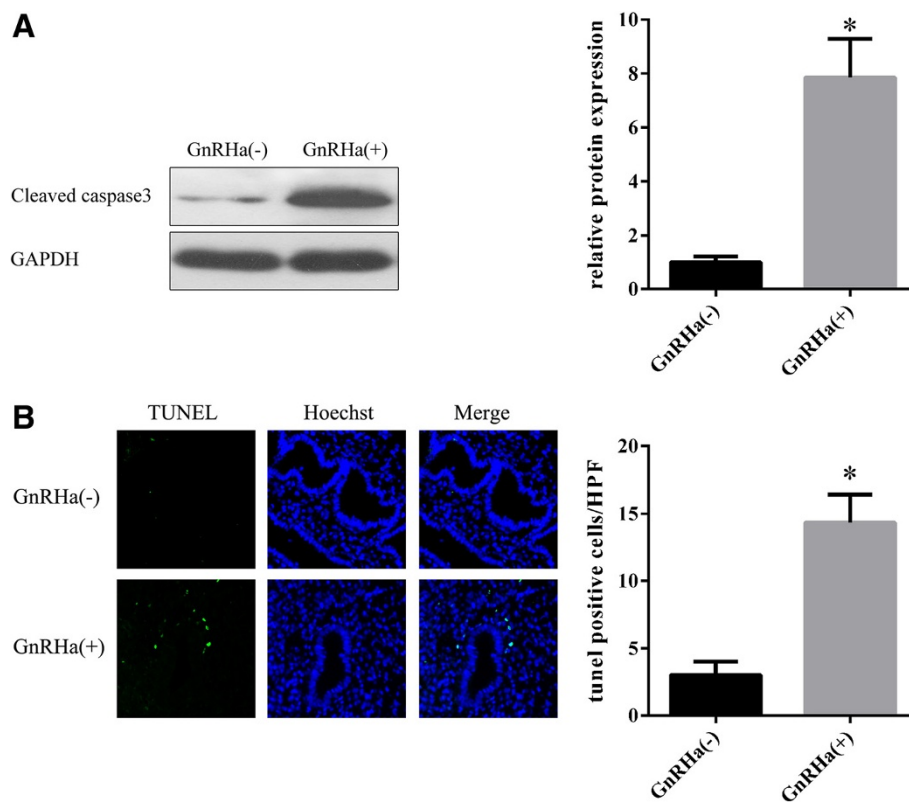 A
GnRHa(-) GnRHa(+)
Cleaved caspase3
GAPDH
relative protein expression
10
8
6
4
2
0
*
GnRHa(-)
GnRHa(+)
B
TUNEL Hoechst Merge
GnRHa(-)
GnRHa(+)
tunel positive cells/HPF
20
15
10
5
0
*
GnRHa(-)
GnRHa(+)